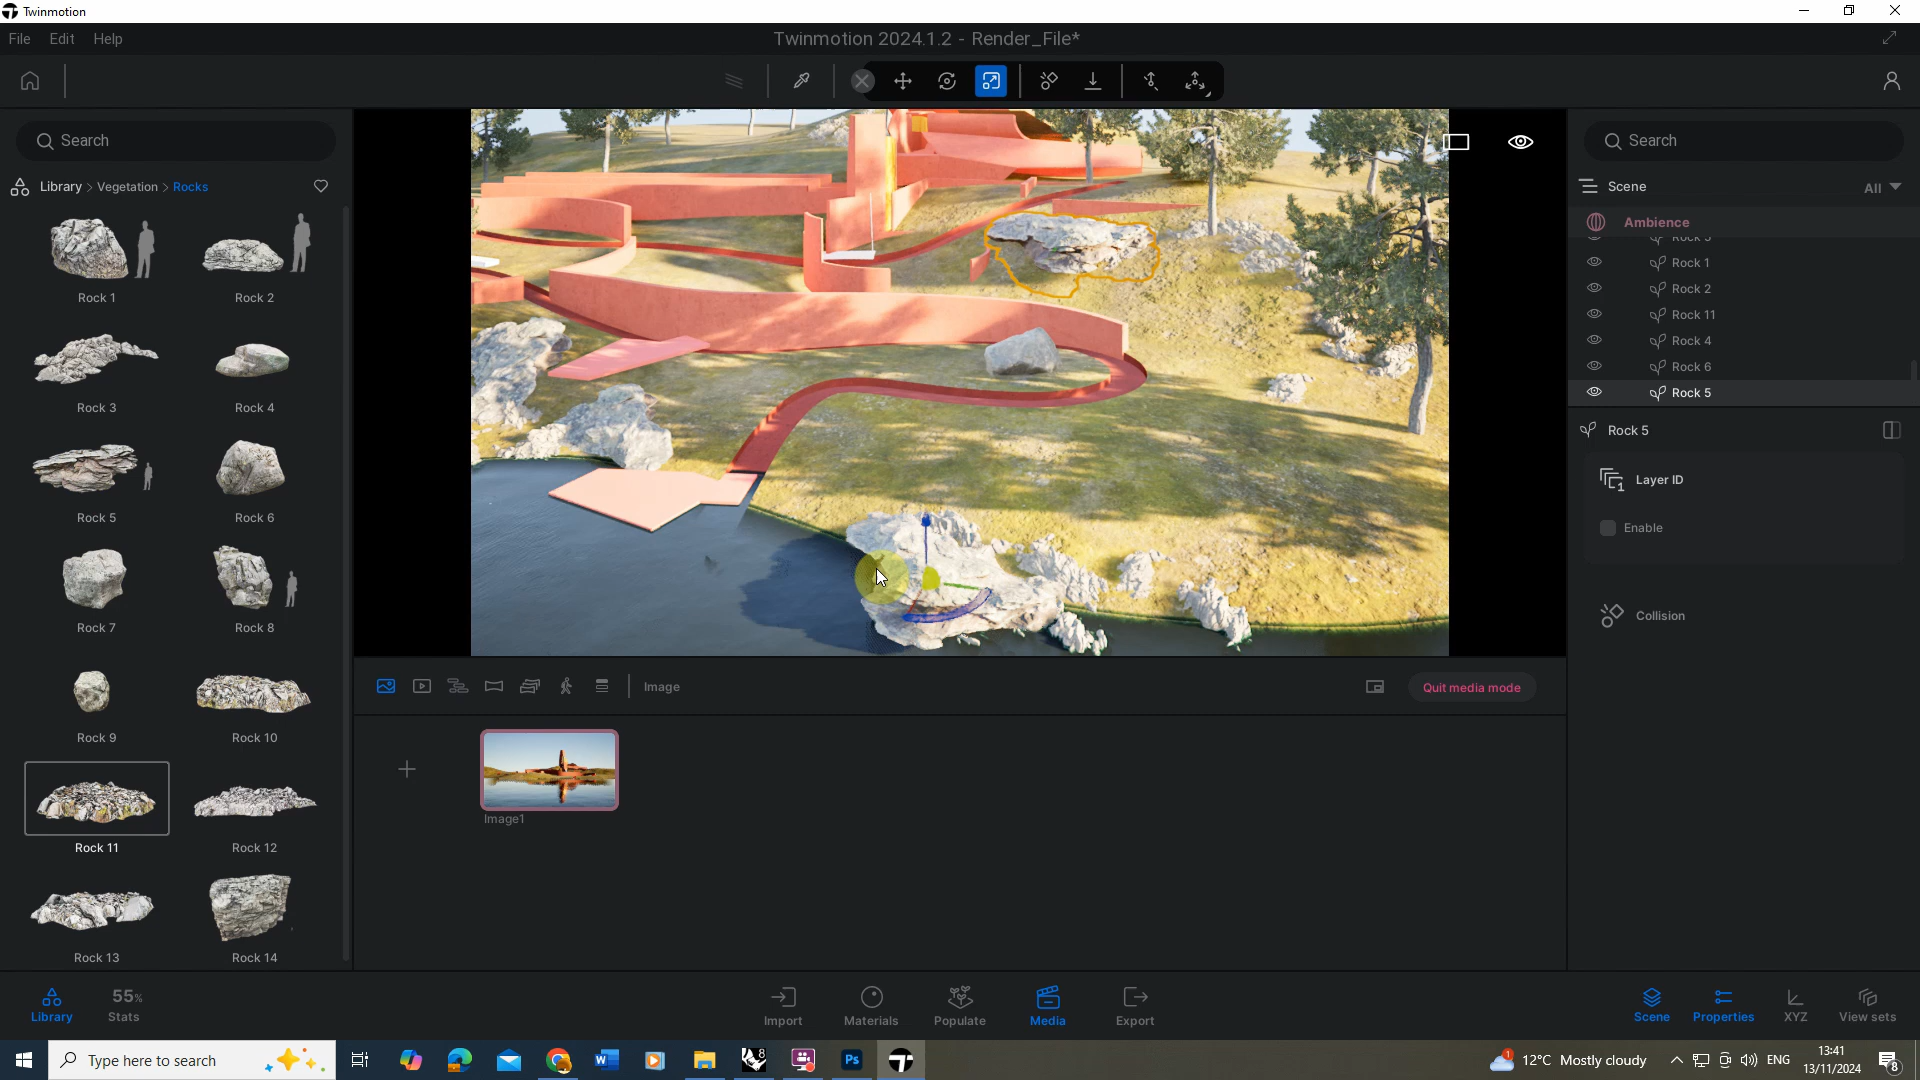 Twinmotion
File Edit Help
Twinmotion 2024.1.2 - Render_File*
Search
Library > Vegetation > Rocks
Rock 1
Rock 2
Rock 3
Rock 4
Rock 5
Rock 6
Rock 7
Rock 8
Rock 9
Rock 10
Rock 11
Rock 12
Rock 13
Rock 14
Image
Quit media mode
Image1
Search
Scene
All
Ambience
Rock 1
Rock 2
Rock 11
Rock 4
Rock 6
Rock 5
Rock 5
Layer ID
Enable
Collision
Library
55%
Stats
Import
Materials
Populate
Media
Export
Scene
Properties
XYZ
View sets
Type here to search
12°C Mostly cloudy
ENG
13:41
13/11/2024